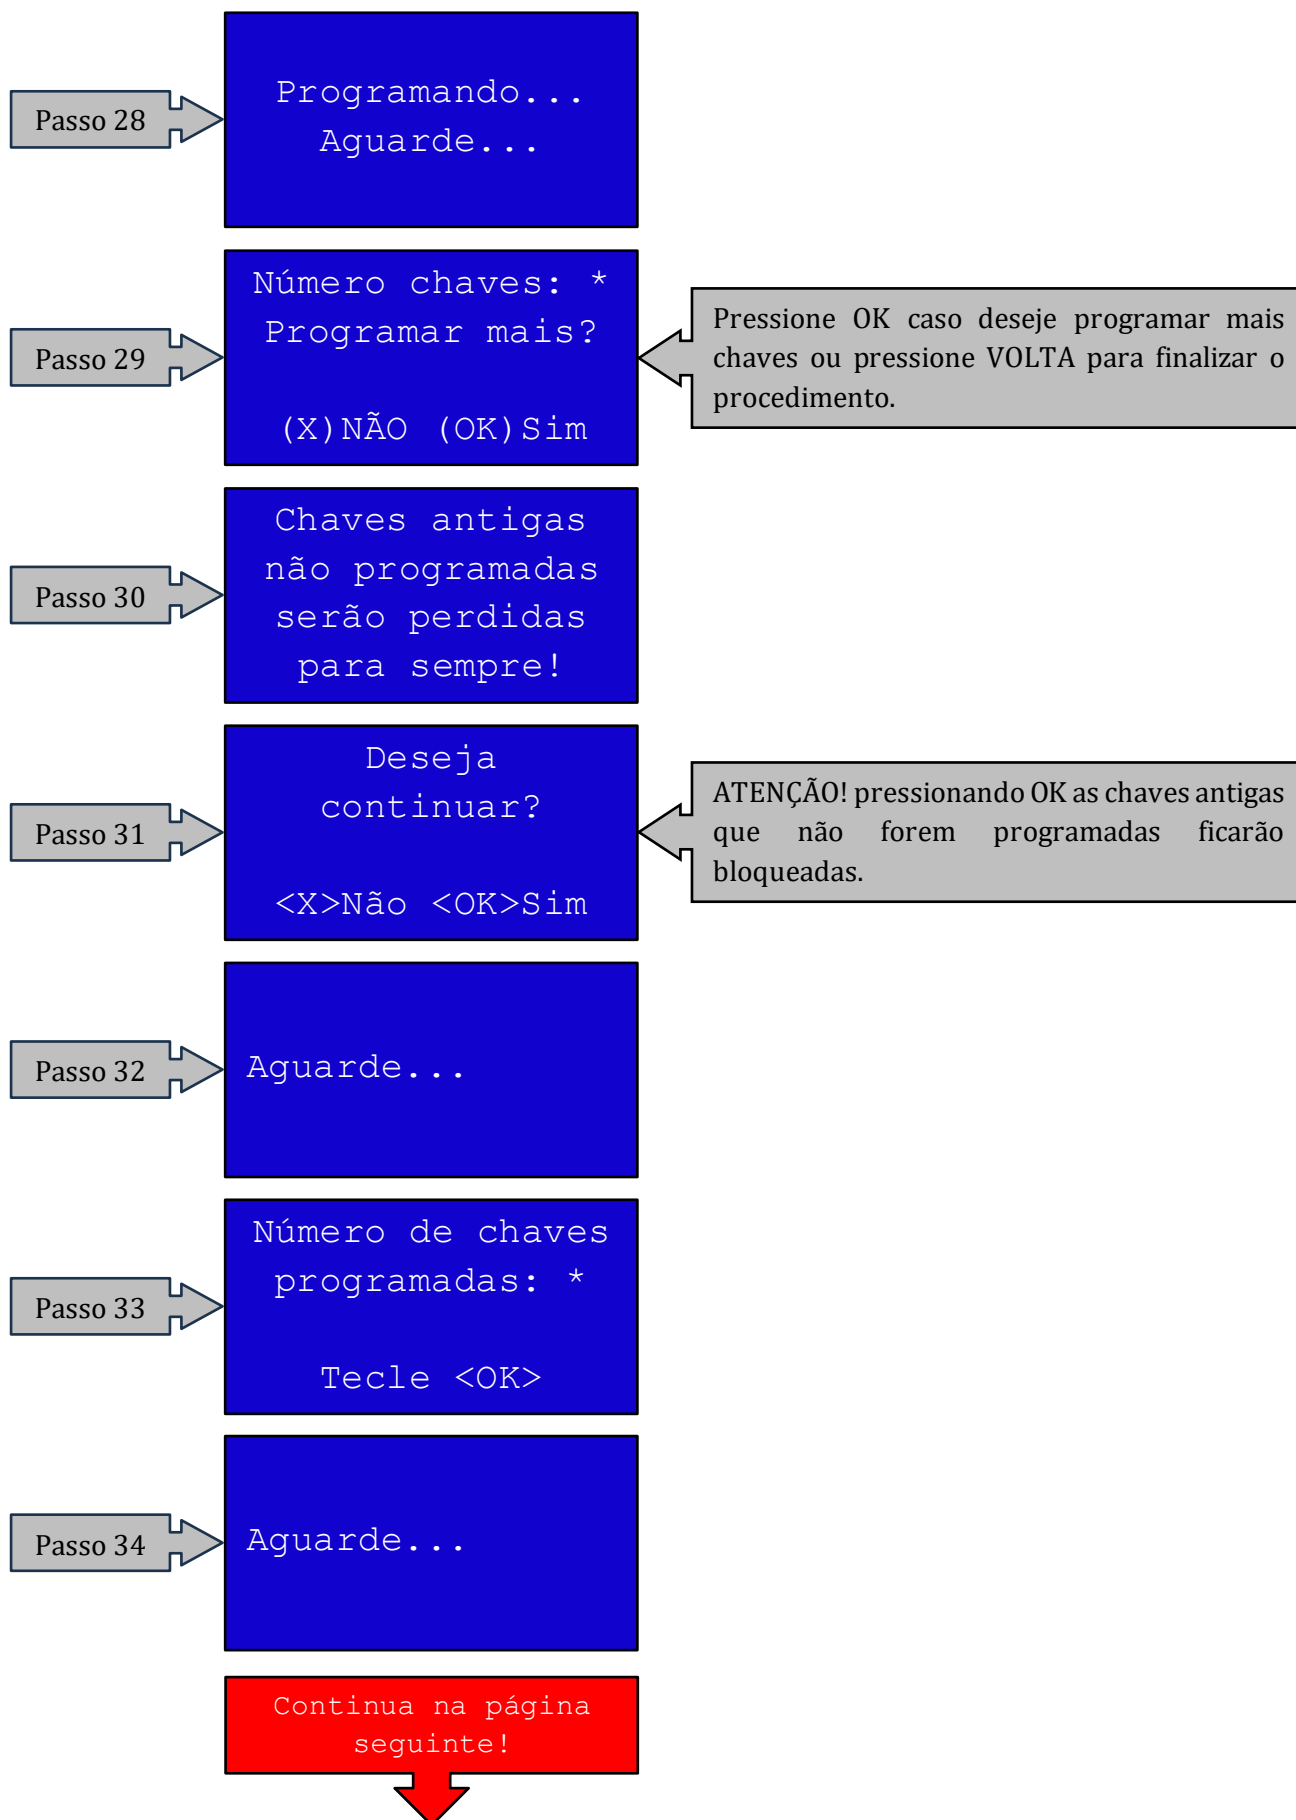 Passo 28
Programando...
Aguarde...
Passo 29
Número chaves: *
Programar mais?
(X)NÃO (OK)Sim
Pressione OK caso deseje programar mais
chaves ou pressione VOLTA para finalizar o
procedimento.
Passo 30
Chaves antigas
não programadas
serão perdidas
para sempre!
Passo 31
Deseja
continuar?
<X>Não <OK>Sim
ATENÇÃO! pressionando OK as chaves antigas
que não forem programadas ficarão
bloqueadas.
Passo 32
Aguarde...
Passo 33
Número de chaves
programadas: *
Tecle <OK>
Passo 34
Aguarde...
Continua na página
seguinte!